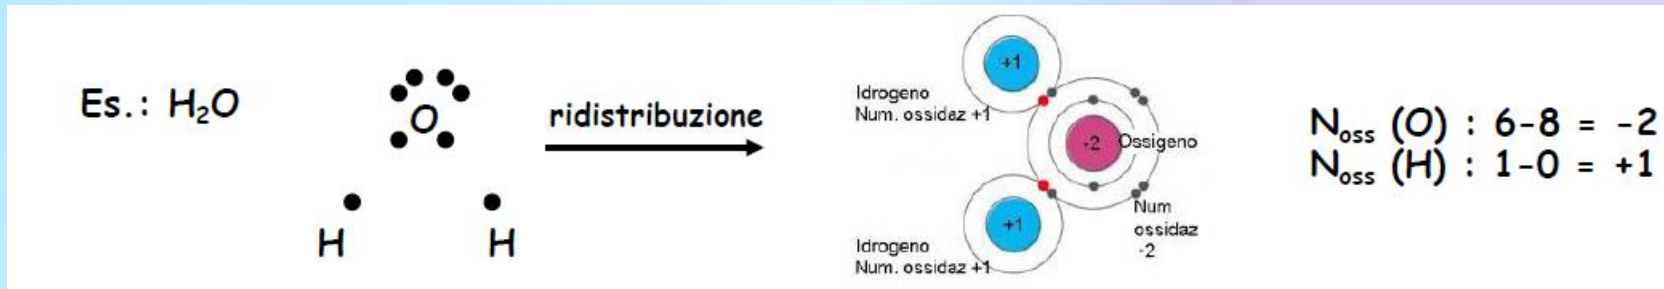 Es.: H₂O
O
H H
ridistribuzione
+1
Idrogeno
Num. ossidaz +1
-2 Ossigeno
Num
ossidaz
-2
+1
Idrogeno
Num. ossidaz +1
Noss (O) : 6-8 = -2
Noss (H) : 1-0 = +1